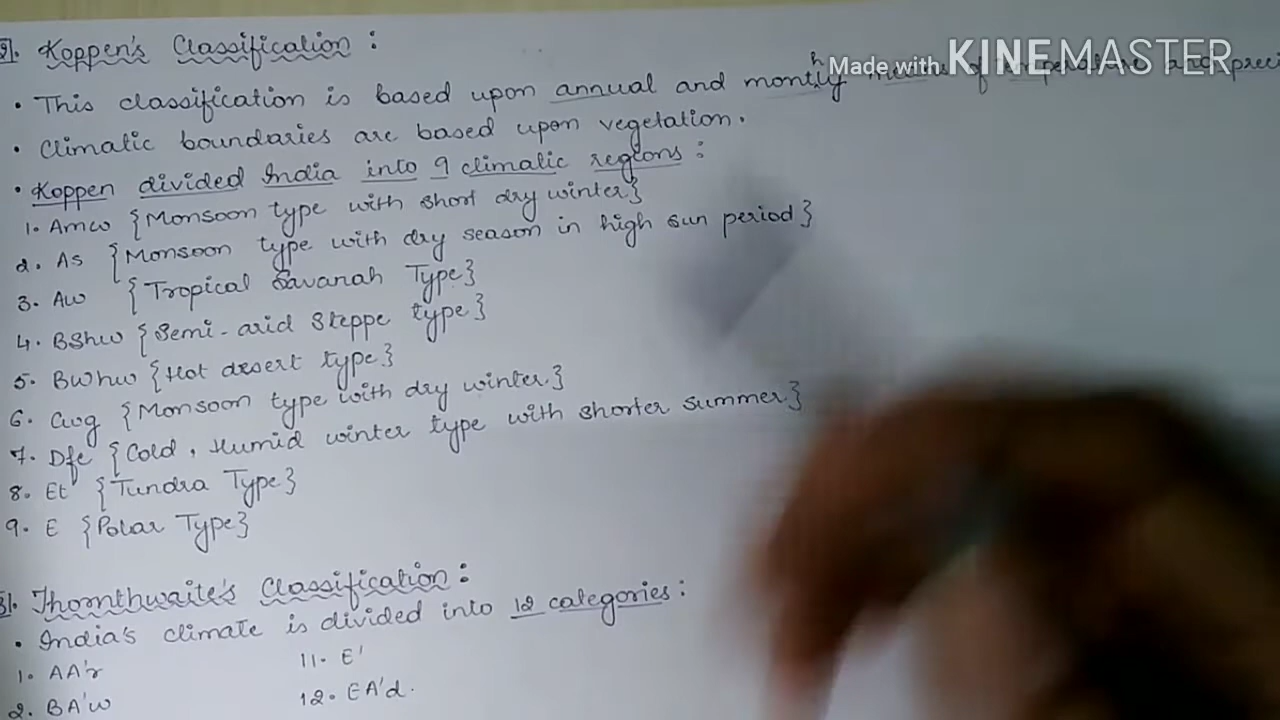 2]. Koppen's Classification :
Made with KINEMASTER
• This classification is based upon annual and monthly means of temperature and preci
• Climatic boundaries are based upon vegetation.
• Koppen divided India into 9 climatic regions :
1. Amw {Monsoon type with short dry winter}
2. As {Monsoon type with dry season in high sun period}
3. Aw {Tropical Savanah Type}
4. BShw {Semi-arid Steppe type}
5. BWhw {Hot desert type}
6. Cwg {Monsoon type with dry winter.}
7. Dfc {Cold, Humid winter type with shorter summer}
8. Et {Tundra Type}
9. E {Polar Type}
3]. Thornthwaite's Classification :
• India's climate is divided into 12 categories :
1. AA'r 11. E'
2. BA'w 12. EA'd.